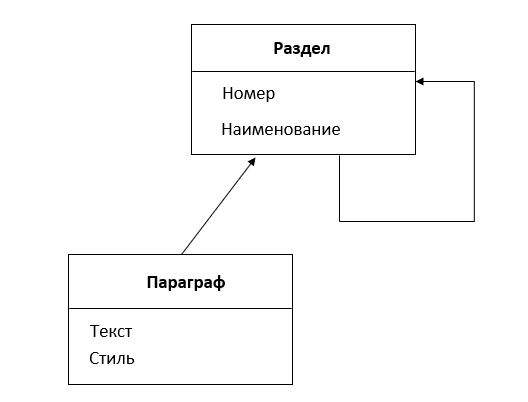 Раздел
Номер
Наименование
Параграф
Текст
Стиль